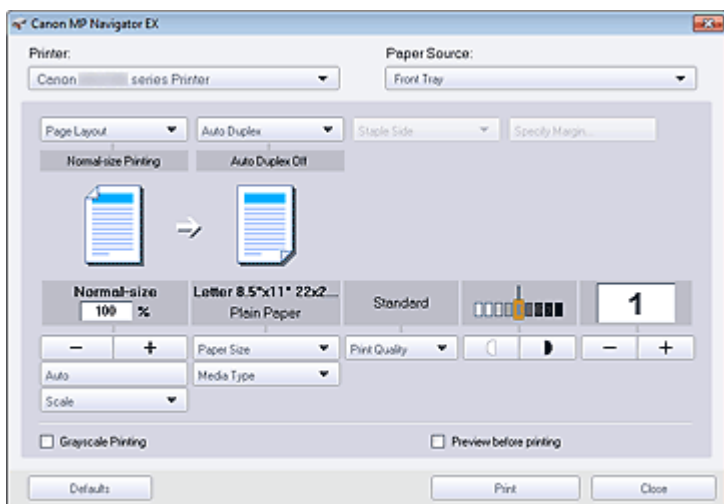 Canon MP Navigator EX
Printer:
Paper Source:
Canon series Printer
Front Tray
Page Layout
Auto Duplex
Staple Side
Specify Margin...
Normal-size Printing
Auto Duplex Off
Normal-size
100 %
Letter 8.5"x11" 22x2...
Plain Paper
Standard
1
− +
Paper Size
Print Quality
− +
Auto
Media Type
Scale
Grayscale Printing
Preview before printing
Defaults
Print
Close